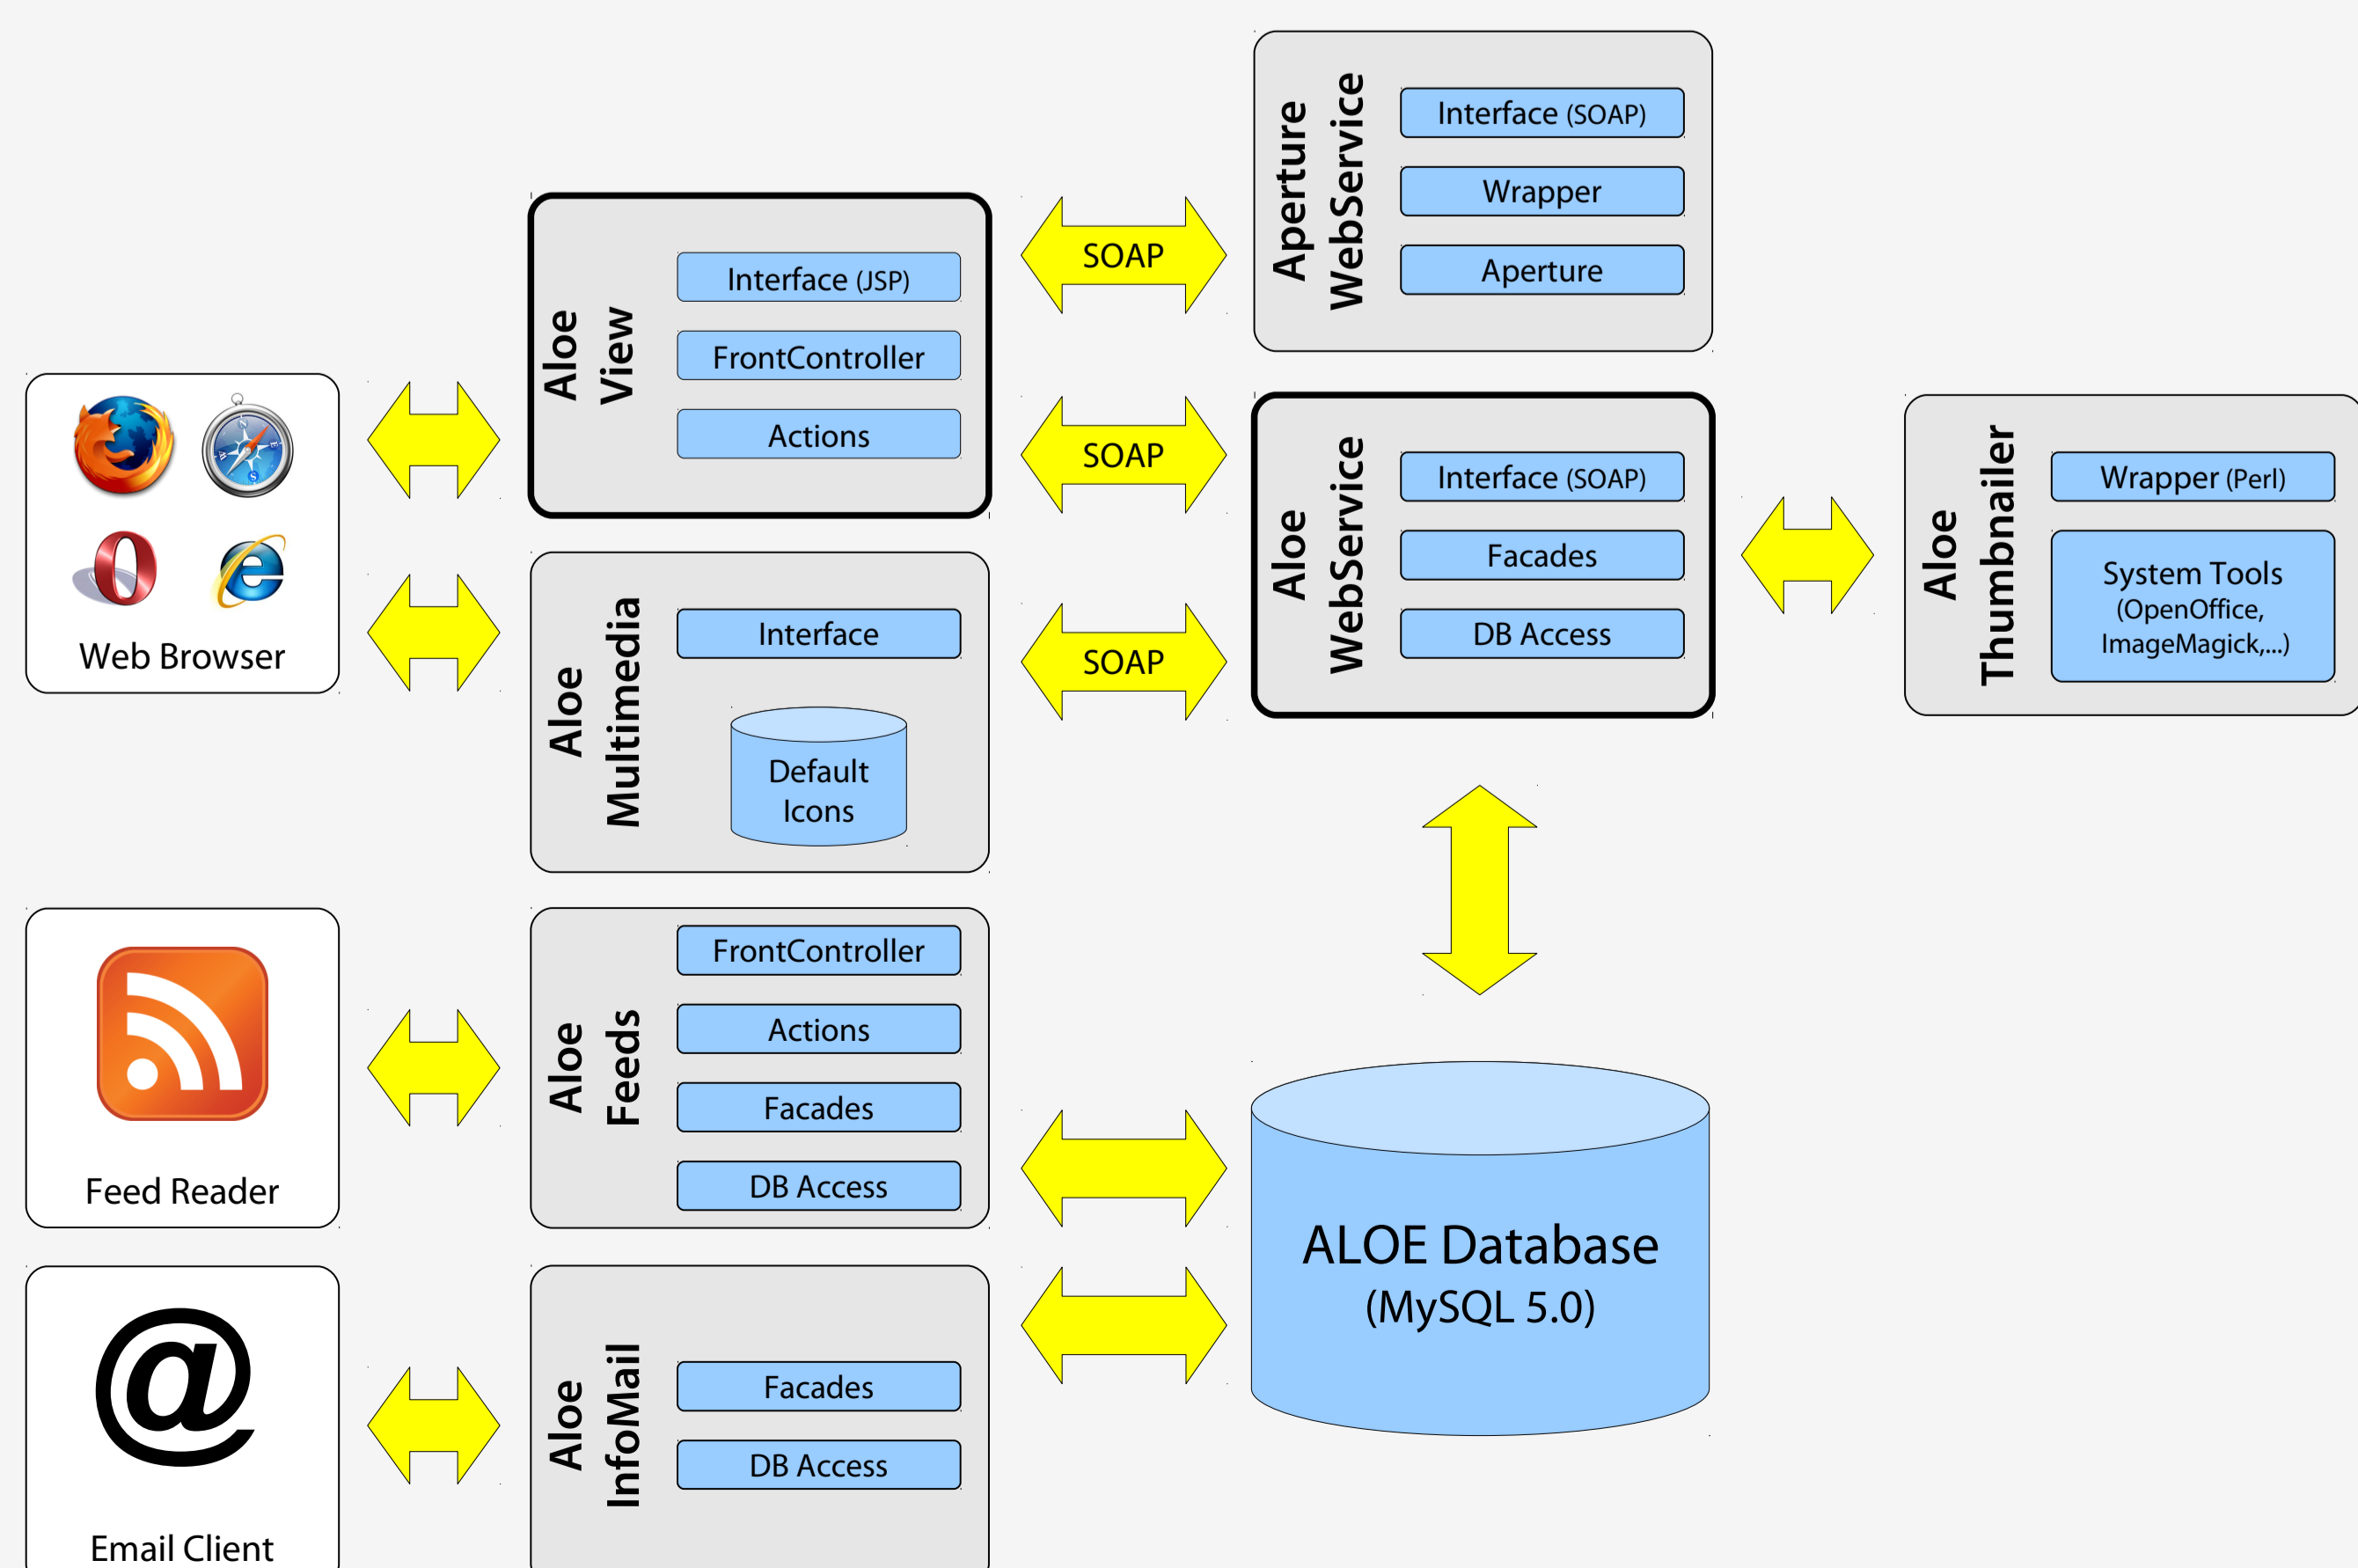 Aperture
WebService
Interface (SOAP)
Wrapper
Aperture
Aloe
View
Interface (JSP)
FrontController
Actions
SOAP
SOAP
SOAP
Web Browser
Aloe
Multimedia
Interface
Default
Icons
Aloe
WebService
Interface (SOAP)
Facades
DB Access
Aloe
Thumbnailer
Wrapper (Perl)
System Tools
(OpenOffice,
ImageMagick,...)
Feed Reader
Aloe
Feeds
FrontController
Actions
Facades
DB Access
ALOE Database
(MySQL 5.0)
@
Email Client
Aloe
InfoMail
Facades
DB Access